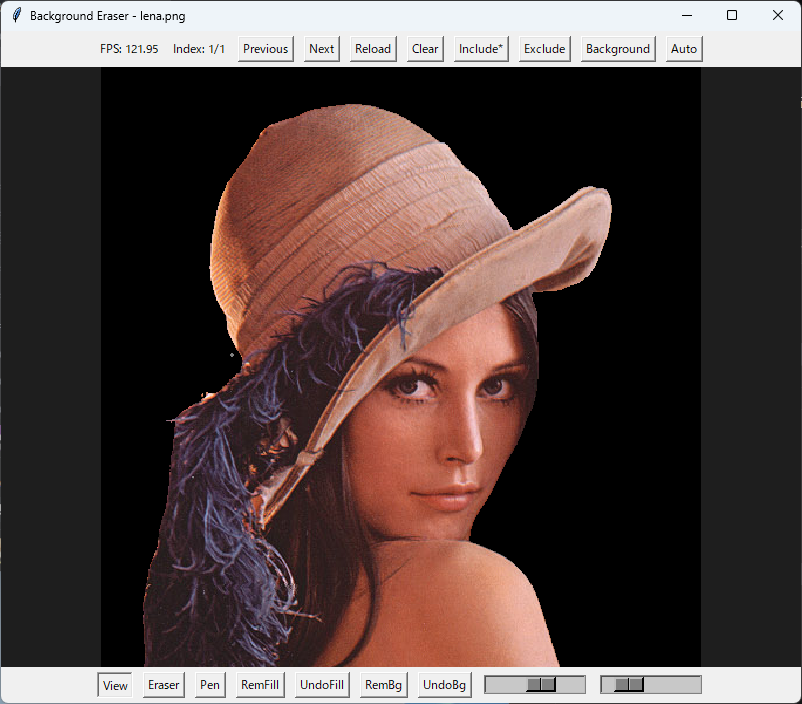 Background Eraser - lena.png
FPS: 121.95 Index: 1/1 Previous Next Reload Clear Include* Exclude Background Auto
View Eraser Pen RemFill UndoFill RemBg UndoBg